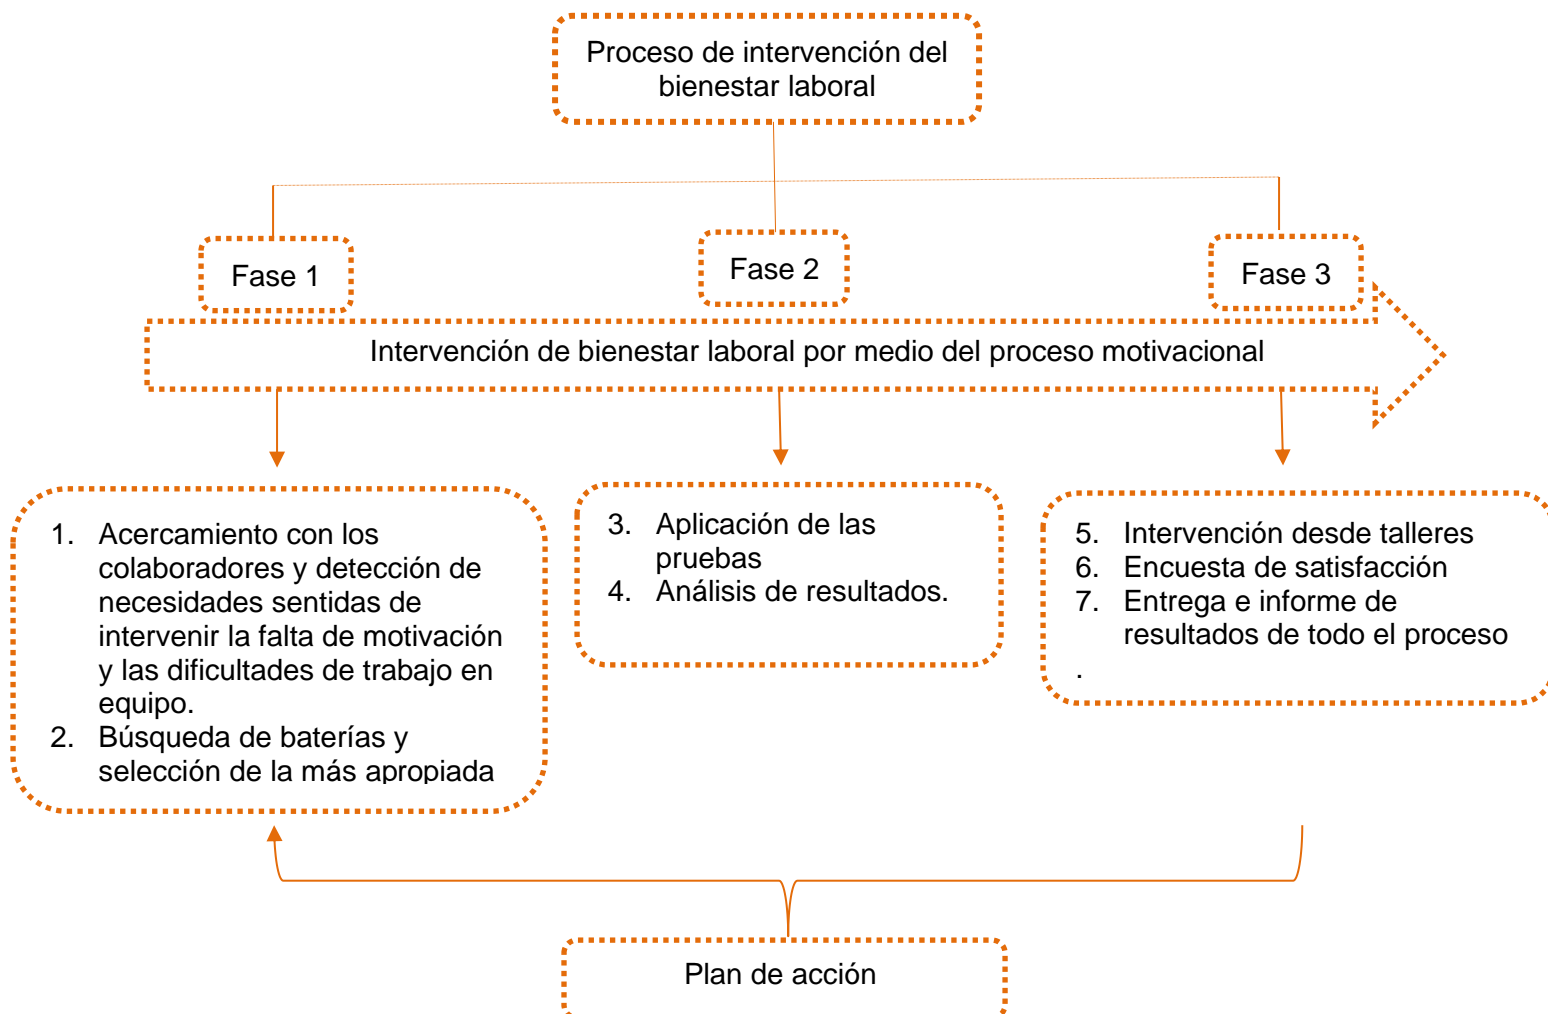 Proceso de intervención del
bienestar laboral
Fase 1
Fase 2
Fase 3
Intervención de bienestar laboral por medio del proceso motivacional
1. Acercamiento con los
colaboradores y detección de
necesidades sentidas de
intervenir la falta de motivación
y las dificultades de trabajo en
equipo.
2. Búsqueda de baterías y
selección de la más apropiada
3. Aplicación de las
pruebas
4. Análisis de resultados.
5. Intervención desde talleres
6. Encuesta de satisfacción
7. Entrega e informe de
resultados de todo el proceso
.
Plan de acción